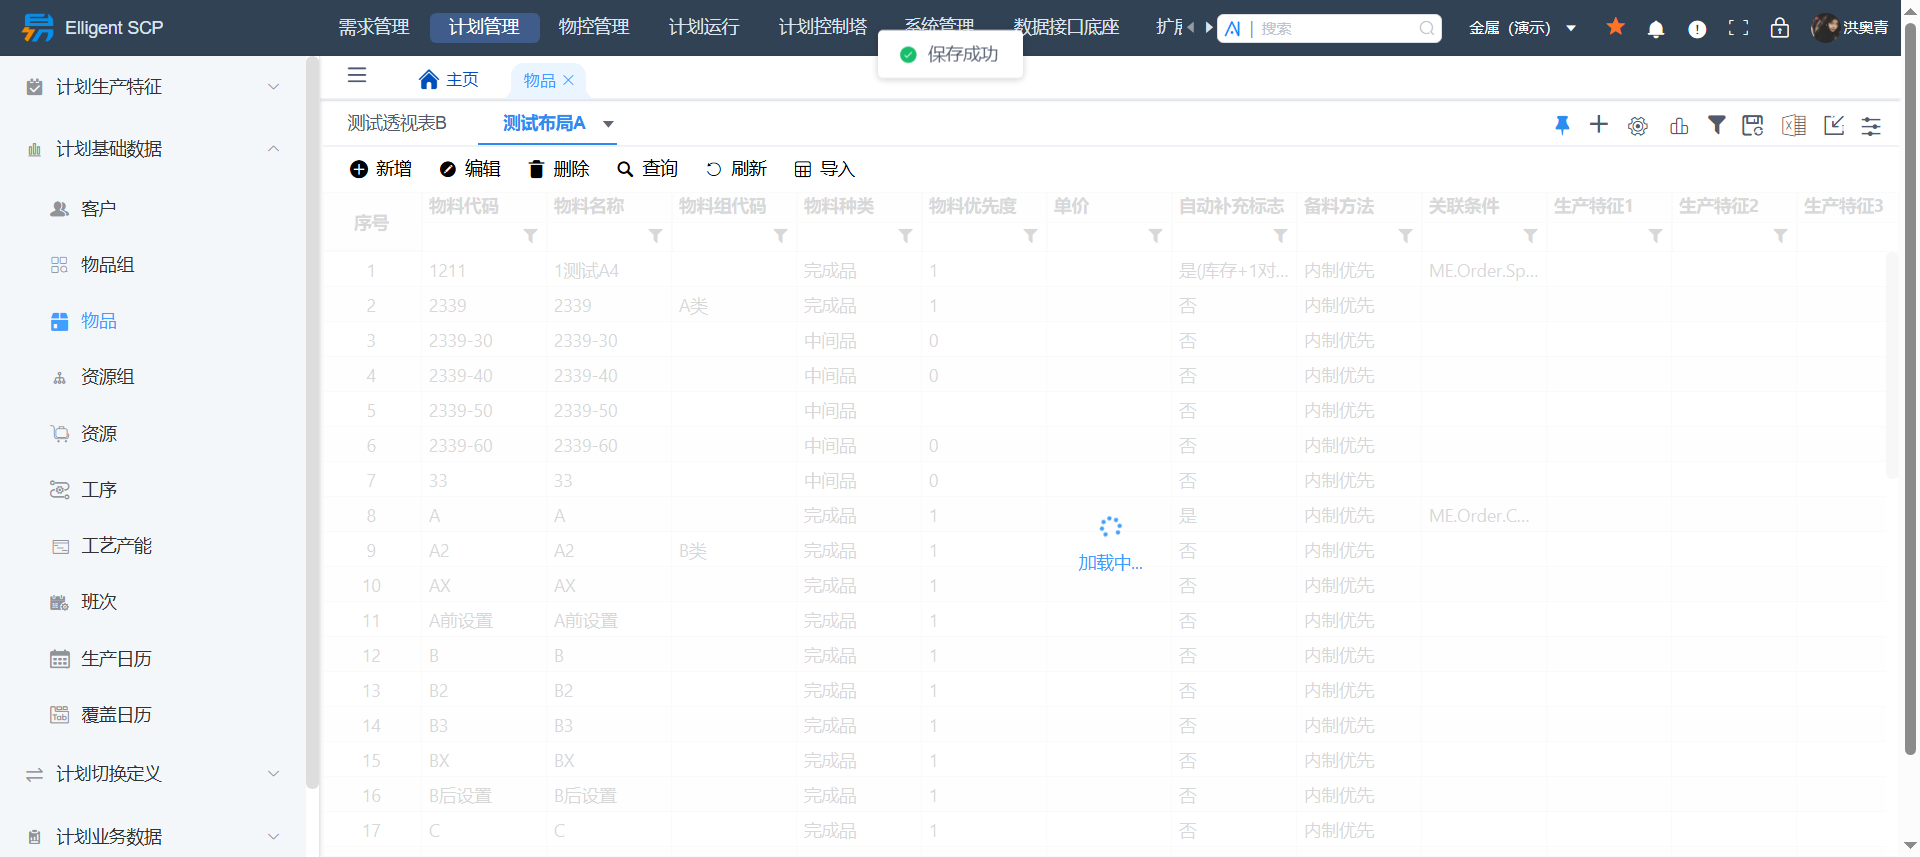 Elligent SCP
需求管理 计划管理 物控管理 计划运行 计划控制塔 系统管理 数据接口底座
AI | 搜索
金属（演示）
洪奥青
保存成功
主页 物品
测试透视表B 测试布局A
新增 编辑 删除 查询 刷新 导入
计划生产特征
计划基础数据
客户
物品组
物品
资源组
资源
工序
工艺产能
班次
生产日历
Tab 覆盖日历
计划切换定义
计划业务数据
序号 物料代码 物料名称 物料组代码 物料种类 物料优先度 单价 自动补充标志 备料方法 关联条件 生产特征1 生产特征2 生产特征3
1 1211 1测试A4 完成品 1 是(库存+1对... 内制优先 ME.Order.Sp...
2 2339 2339 A类 完成品 1 否 内制优先
3 2339-30 2339-30 中间品 0 否 内制优先
4 2339-40 2339-40 中间品 0 否 内制优先
5 2339-50 2339-50 中间品 否 内制优先
6 2339-60 2339-60 中间品 0 否 内制优先
7 33 33 中间品 0 否 内制优先
8 A A 完成品 1 是 内制优先 ME.Order.C...
9 A2 A2 B类 完成品 1 否 内制优先
10 AX AX 完成品 1 否 内制优先
11 A前设置 A前设置 完成品 1 否 内制优先
12 B B 完成品 1 否 内制优先
13 B2 B2 完成品 1 否 内制优先
14 B3 B3 完成品 1 否 内制优先
15 BX BX 完成品 1 否 内制优先
16 B后设置 B后设置 完成品 1 否 内制优先
17 C C 完成品 1 否 内制优先
加载中...